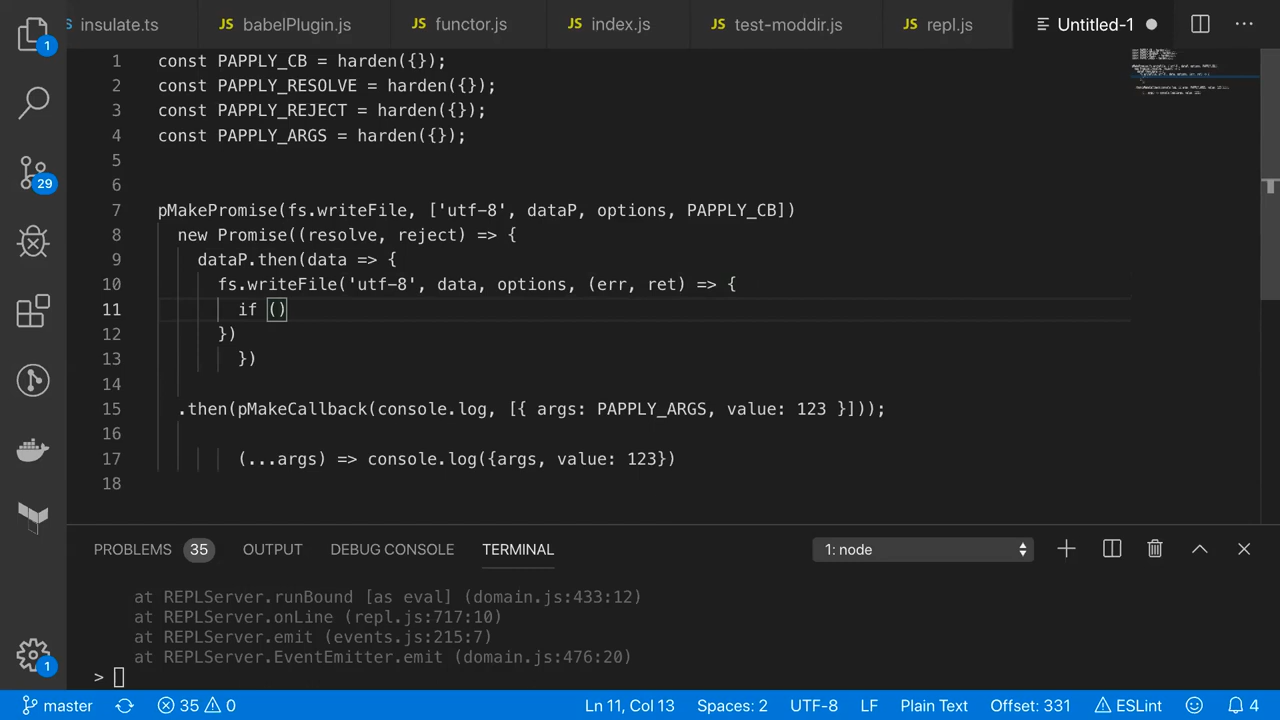 insulate.ts babelPlugin.js functor.js index.js test-moddir.js repl.js Untitled-1
1 const PAPPLY_CB = harden({});
2 const PAPPLY_RESOLVE = harden({});
3 const PAPPLY_REJECT = harden({});
4 const PAPPLY_ARGS = harden({});
5
6
7 pMakePromise(fs.writeFile, ['utf-8', dataP, options, PAPPLY_CB])
8 new Promise((resolve, reject) => {
9 dataP.then(data => {
10 fs.writeFile('utf-8', data, options, (err, ret) => {
11 if ()
12 })
13 })
14
15 .then(pMakeCallback(console.log, [{ args: PAPPLY_ARGS, value: 123 }]));
16
17 (...args) => console.log({args, value: 123})
18
1
29
1
PROBLEMS 35 OUTPUT DEBUG CONSOLE TERMINAL 1: node
at REPLServer.runBound [as eval] (domain.js:433:12)
at REPLServer.onLine (repl.js:717:10)
at REPLServer.emit (events.js:215:7)
at REPLServer.EventEmitter.emit (domain.js:476:20)
>
master 35 0 Ln 11, Col 13 Spaces: 2 UTF-8 LF Plain Text Offset: 331 ESLint 4